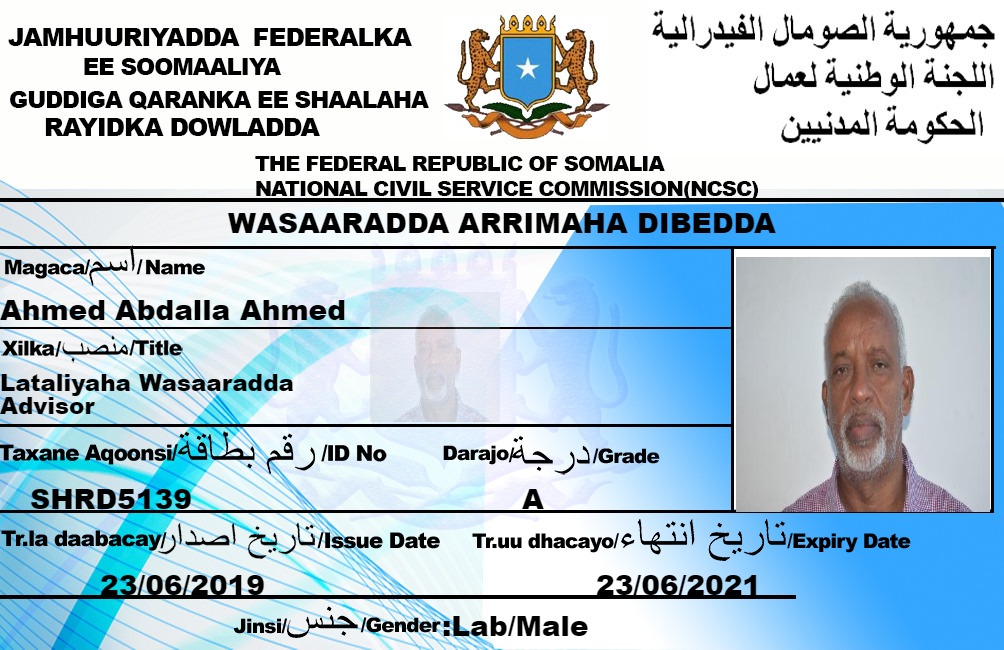 JAMHUURIYADDA FEDERALKA
EE SOOMAALIYA
GUDDIGA QARANKA EE SHAALAHA
RAYIDKA DOWLADDA
جمهورية الصومال الفيدرالية
اللجنة الوطنية لعمال
الحكومة المدنيين
THE FEDERAL REPUBLIC OF SOMALIA
NATIONAL CIVIL SERVICE COMMISSION(NCSC)
WASAARADDA ARRIMAHA DIBEDDA
Magaca/اسم/Name
Ahmed Abdalla Ahmed
Xilka/منصب/Title
Lataliyaha Wasaaradda
Advisor
Taxane Aqoonsi/رقم بطاقة/ID No
Darajo/درجة/Grade
SHRD5139
A
Tr.la daabacay/تاريخ اصدار/Issue Date
Tr.uu dhacayo/تاريخ انتهاء/Expiry Date
23/06/2019
23/06/2021
Jinsi/جنس/Gender:Lab/Male